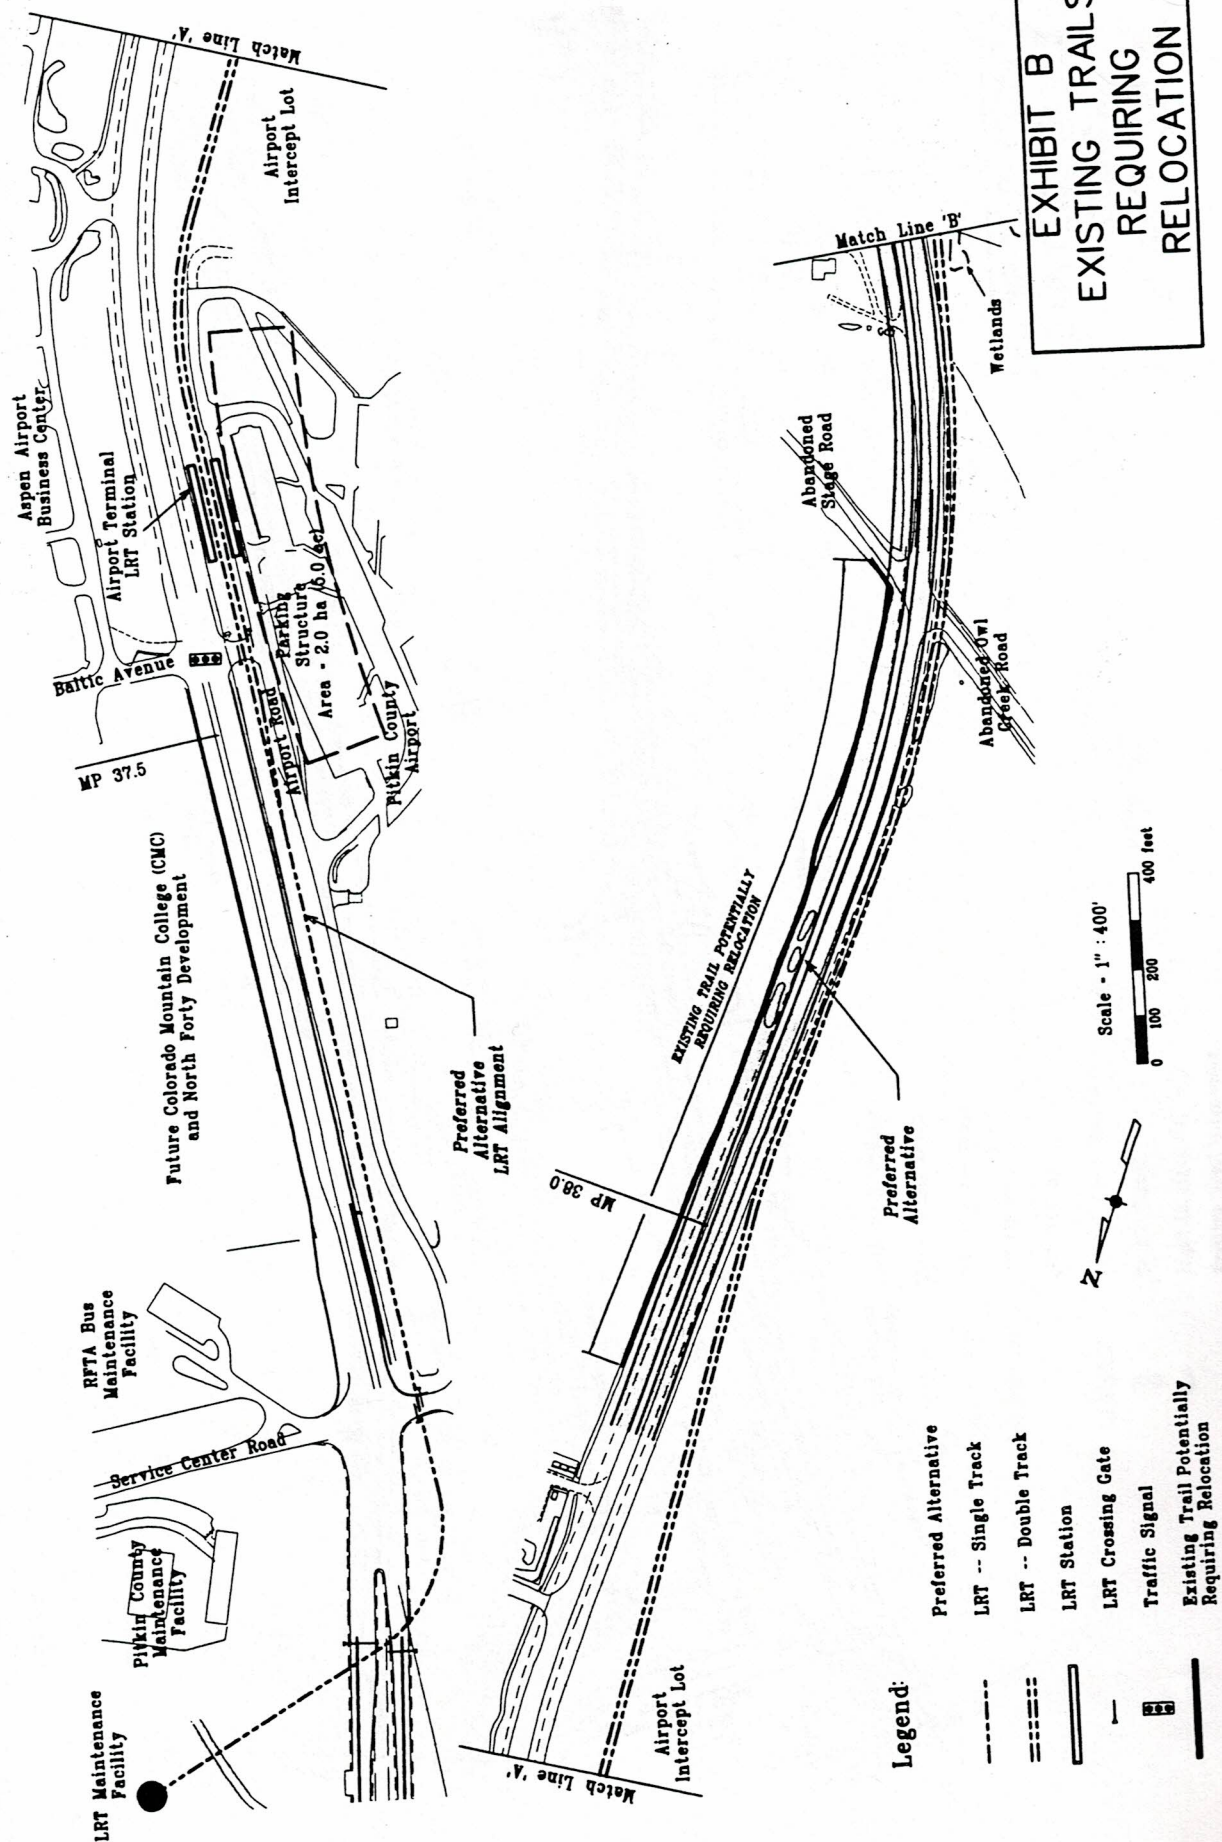 EXHIBIT B
EXISTING TRAILS
REQUIRING
RELOCATION
LRT Maintenance
Facility
Pitkin County
Maintenance
Facility
Service Center Road
RFTA Bus
Maintenance
Facility
Future Colorado Mountain College (CMC)
and North Forty Development
MP 37.5
Baltic Avenue
Airport Terminal
LRT Station
Aspen Airport
Business Center
Match Line 'A'
Airport
Intercept Lot
Parking
Structure
Area - 2.0 ha (5.0 ac)
Airport Road
Pitkin County
Airport
Preferred
Alternative
LRT Alignment
Match Line 'A'
Airport
Intercept Lot
MP 38.0
EXISTING TRAIL POTENTIALLY
REQUIRING RELOCATION
Preferred
Alternative
Abandoned
Stage Road
Abandoned Owl
Creek Road
Match Line 'B'
Wetlands
Legend:
Preferred Alternative
LRT -- Single Track
LRT -- Double Track
LRT Station
LRT Crossing Gate
Traffic Signal
Existing Trail Potentially
Requiring Relocation
N
Scale - 1" : 400'
0 100 200 400 feet